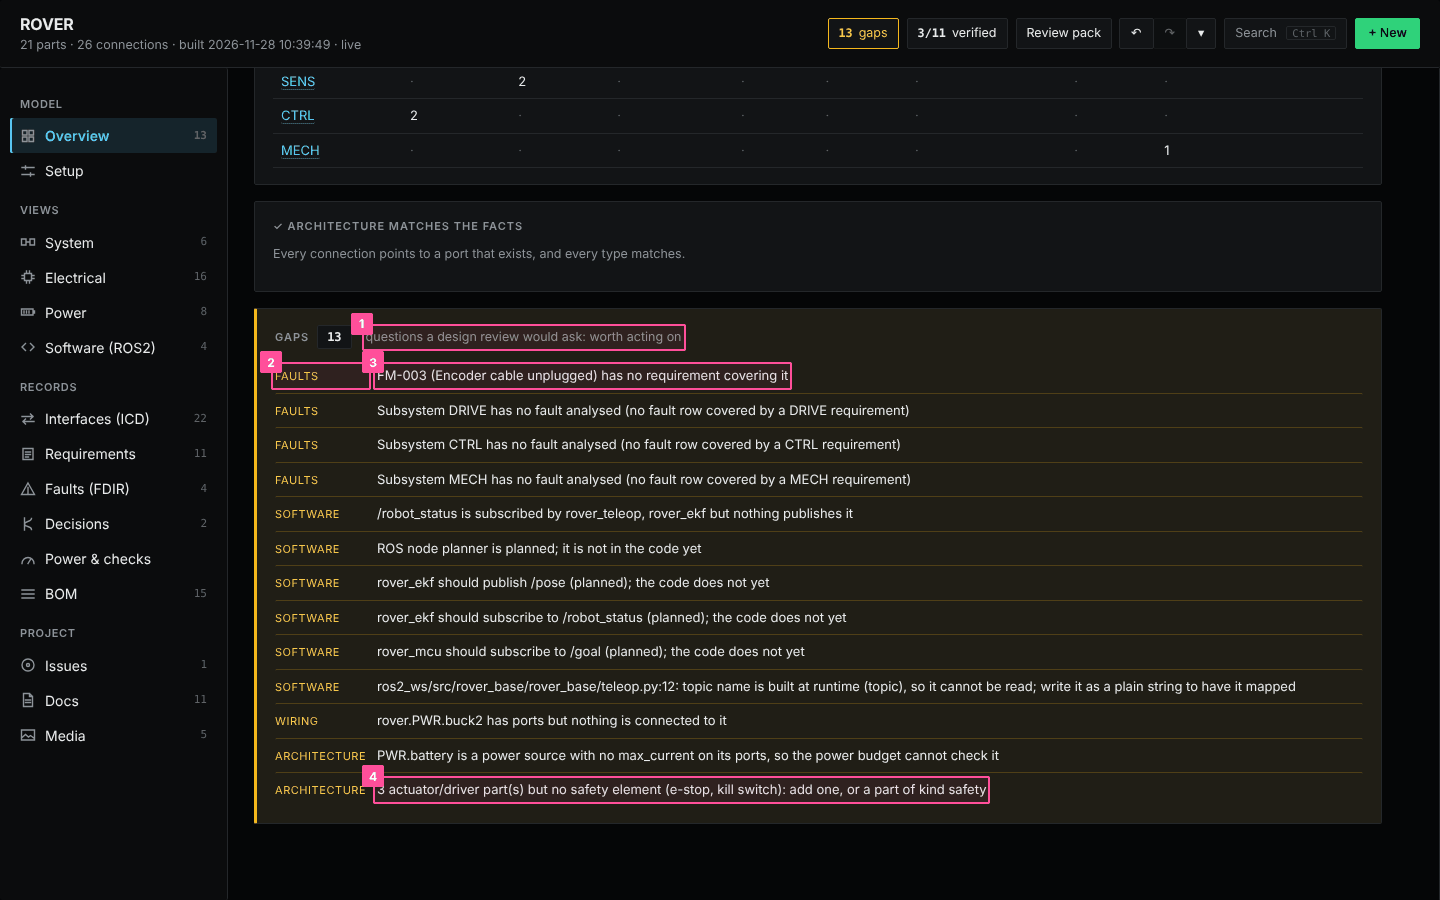 ROVER
21 parts · 26 connections · built 2026-11-28 10:39:49 · live
13 gaps
3/11 verified
Review pack
↶
↷
▾
Search Ctrl K
+ New
MODEL
Overview 13
Setup
VIEWS
System 6
Electrical 16
Power 8
Software (ROS2) 4
RECORDS
Interfaces (ICD) 22
Requirements 11
Faults (FDIR) 4
Decisions 2
Power & checks
BOM 15
PROJECT
Issues 1
Docs 11
Media 5
SENS · 2 · · · · · ·
CTRL 2 · · · · · · ·
MECH · · · · · · · 1
✓ ARCHITECTURE MATCHES THE FACTS
Every connection points to a port that exists, and every type matches.
GAPS 13 1 questions a design review would ask: worth acting on
2 FAULTS 3 FM-003 (Encoder cable unplugged) has no requirement covering it
FAULTS Subsystem DRIVE has no fault analysed (no fault row covered by a DRIVE requirement)
FAULTS Subsystem CTRL has no fault analysed (no fault row covered by a CTRL requirement)
FAULTS Subsystem MECH has no fault analysed (no fault row covered by a MECH requirement)
SOFTWARE /robot_status is subscribed by rover_teleop, rover_ekf but nothing publishes it
SOFTWARE ROS node planner is planned; it is not in the code yet
SOFTWARE rover_ekf should publish /pose (planned); the code does not yet
SOFTWARE rover_ekf should subscribe to /robot_status (planned); the code does not yet
SOFTWARE rover_mcu should subscribe to /goal (planned); the code does not yet
SOFTWARE ros2_ws/src/rover_base/rover_base/teleop.py:12: topic name is built at runtime (topic), so it cannot be read; write it as a plain string to have it mapped
WIRING rover.PWR.buck2 has ports but nothing is connected to it
ARCHITECTURE PWR.battery is a power source with no max_current on its ports, so the power budget cannot check it
ARCHITECTURE 4 3 actuator/driver part(s) but no safety element (e-stop, kill switch): add one, or a part of kind safety